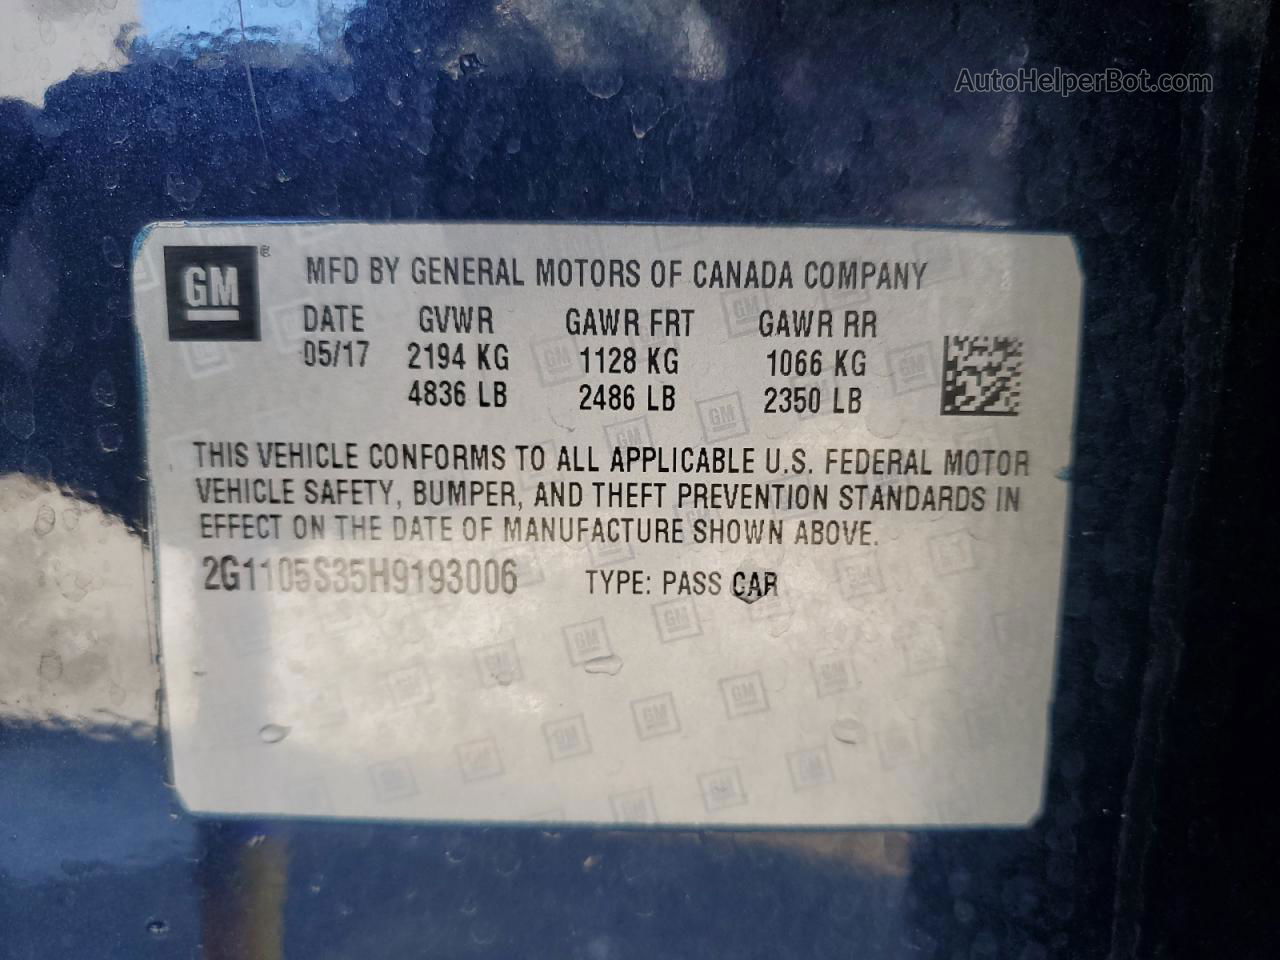 AutoHelperBot.com
GM®
MFD BY GENERAL MOTORS OF CANADA COMPANY
DATE GVWR GAWR FRT GAWR RR
05/17 2194 KG 1128 KG 1066 KG
4836 LB 2486 LB 2350 LB
THIS VEHICLE CONFORMS TO ALL APPLICABLE U.S. FEDERAL MOTOR
VEHICLE SAFETY, BUMPER, AND THEFT PREVENTION STANDARDS IN
EFFECT ON THE DATE OF MANUFACTURE SHOWN ABOVE.
2G1105S35H9193006 TYPE: PASS CAR